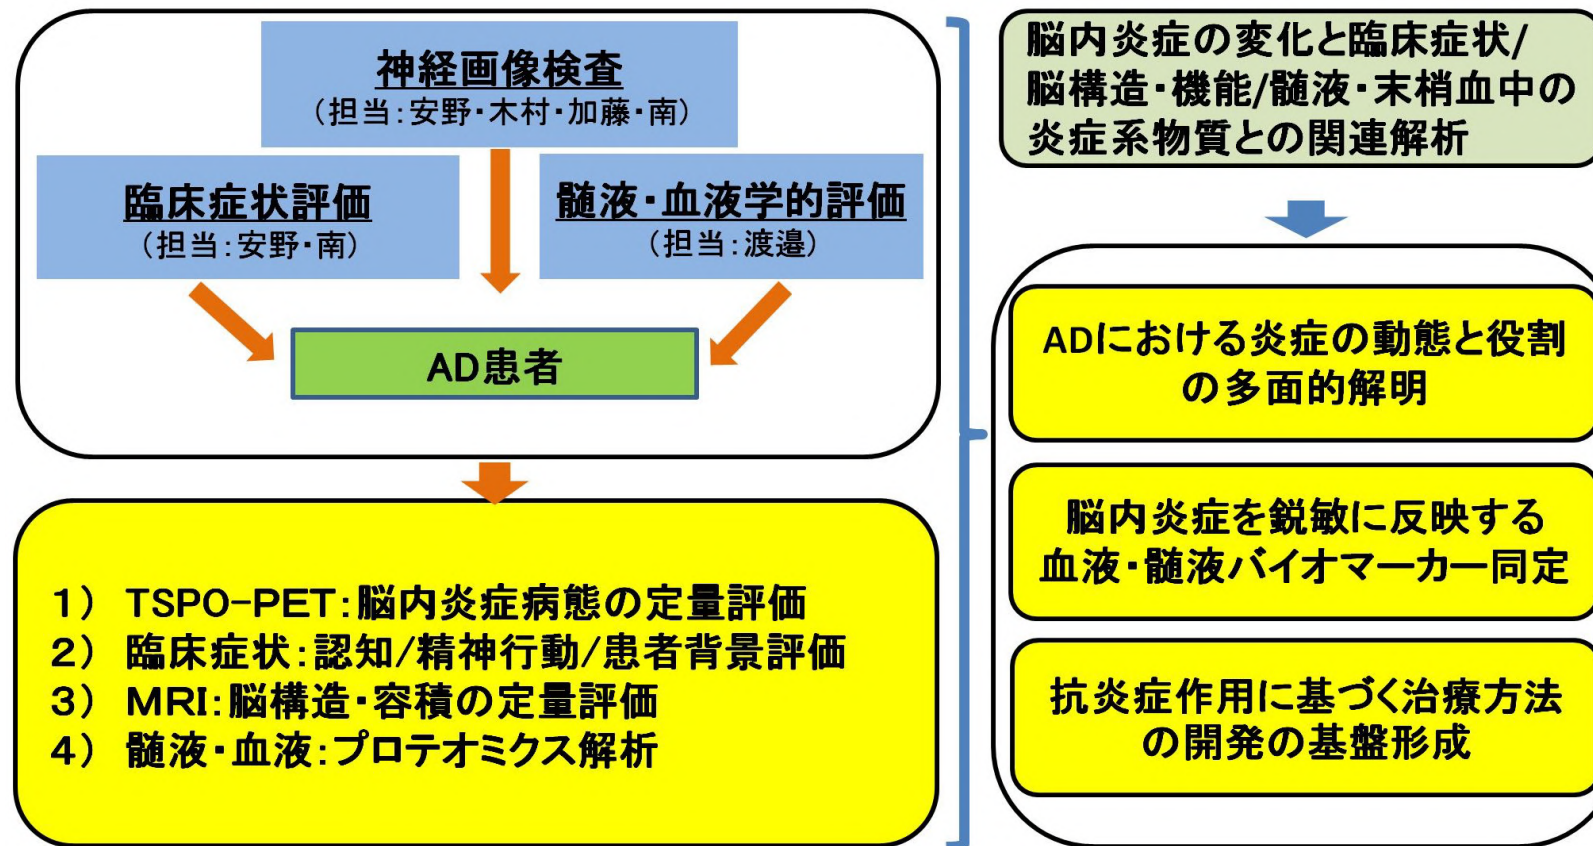 神経画像検査
（担当：安野・木村・加藤・南）
臨床症状評価
（担当：安野・南）
髄液・血液学的評価
（担当：渡邉）
AD患者
1） TSPO-PET：脳内炎症病態の定量評価
2） 臨床症状：認知/精神行動/患者背景評価
3） MRI：脳構造・容積の定量評価
4） 髄液・血液：プロテオミクス解析
脳内炎症の変化と臨床症状/
脳構造・機能/髄液・末梢血中の
炎症系物質との関連解析
ADにおける炎症の動態と役割
の多面的解明
脳内炎症を鋭敏に反映する
血液・髄液バイオマーカー同定
抗炎症作用に基づく治療方法
の開発の基盤形成